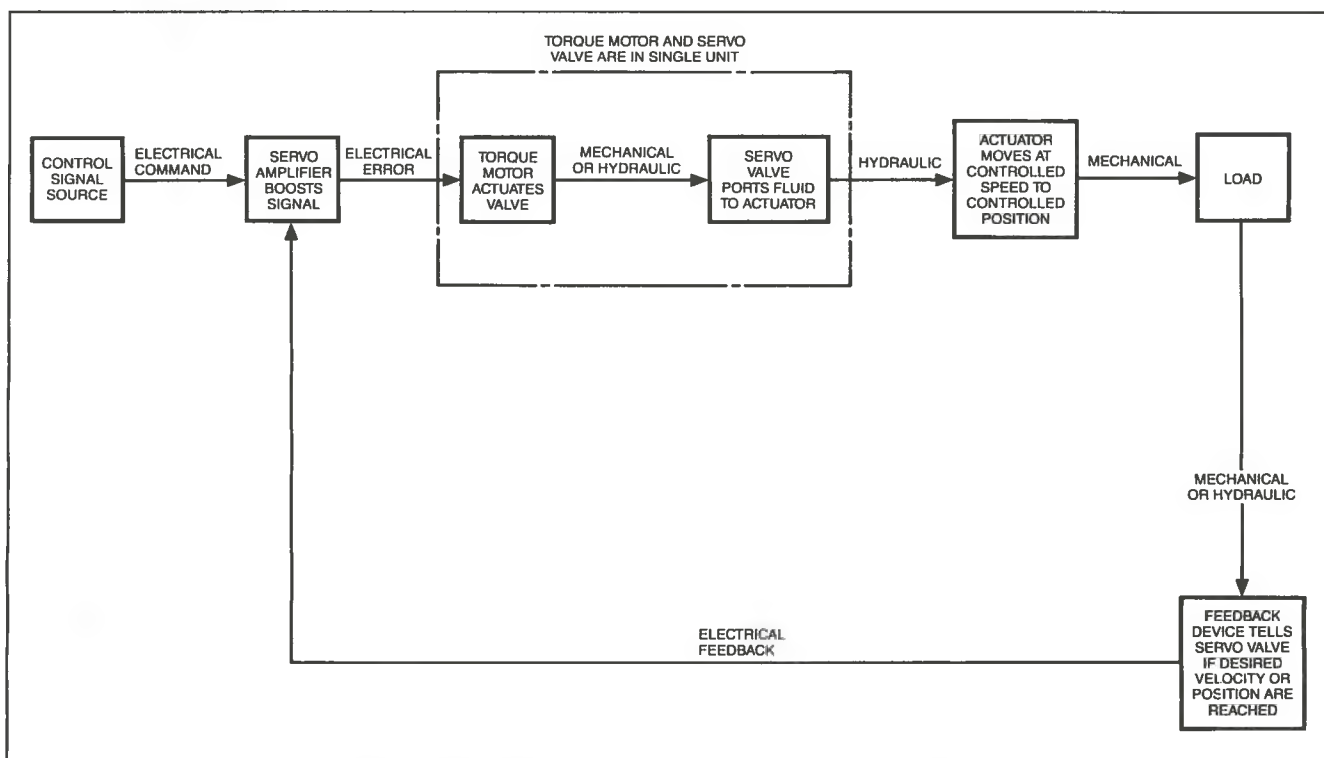 TORQUE MOTOR AND SERVO
VALVE ARE IN SINGLE UNIT
CONTROL
SIGNAL
SOURCE
ELECTRICAL
COMMAND
SERVO
AMPLIFIER
BOOSTS
SIGNAL
ELECTRICAL
ERROR
TORQUE
MOTOR
ACTUATES
VALVE
MECHANICAL
OR HYDRAULIC
SERVO
VALVE
PORTS FLUID
TO ACTUATOR
HYDRAULIC
ACTUATOR
MOVES AT
CONTROLLED
SPEED TO
CONTROLLED
POSITION
MECHANICAL
LOAD
MECHANICAL
OR HYDRAULIC
FEEDBACK
DEVICE TELLS
SERVO VALVE
IF DESIRED
VELOCITY OR
POSITION ARE
REACHED
ELECTRICAL
FEEDBACK